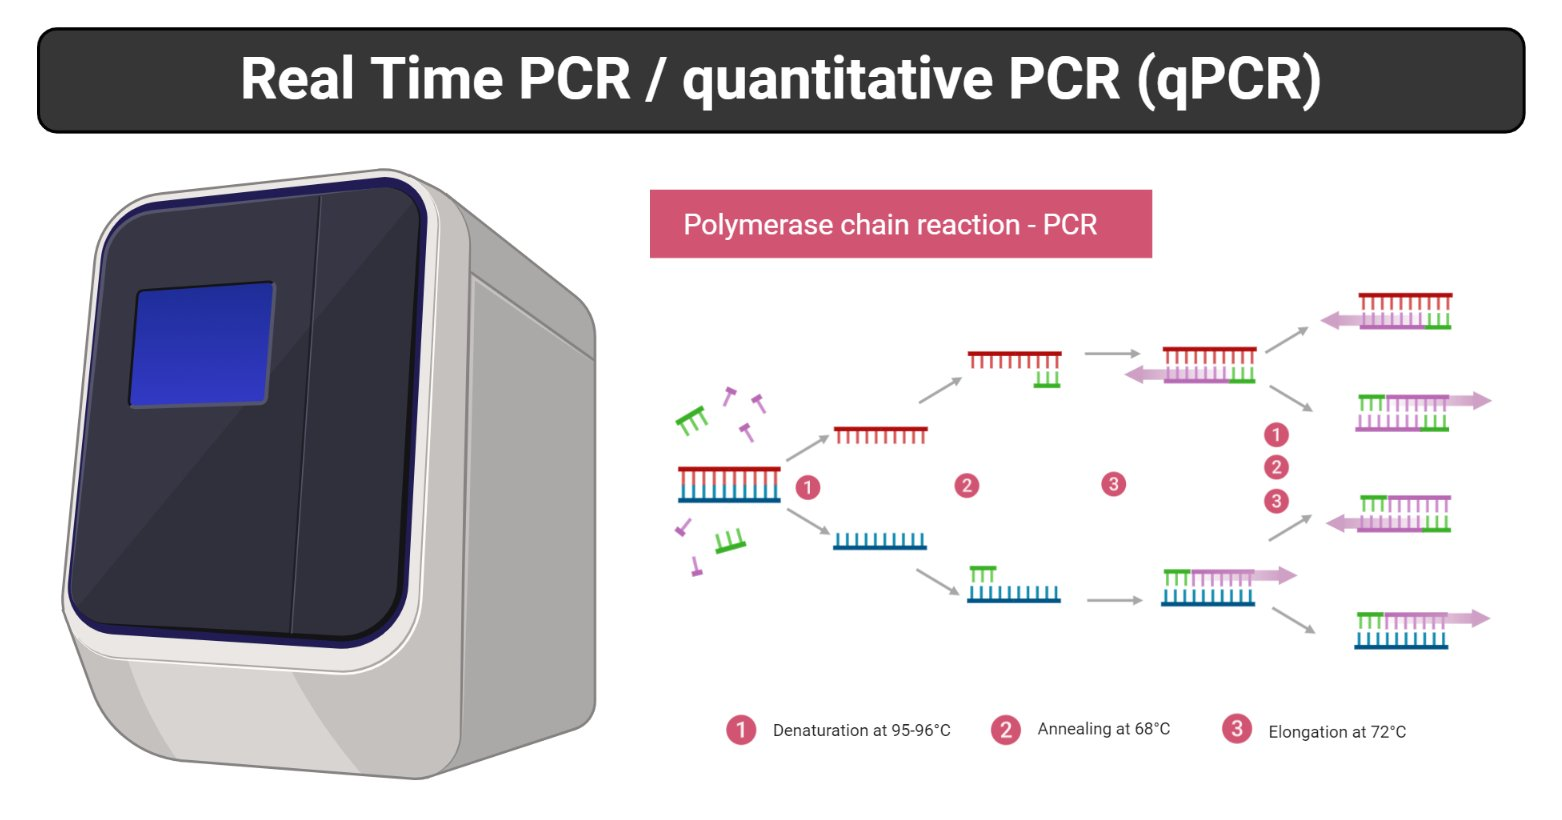 Real Time PCR / quantitative PCR (qPCR)
Polymerase chain reaction - PCR
1
2
3
1
2
3
1 Denaturation at 95-96°C
2 Annealing at 68°C
3 Elongation at 72°C